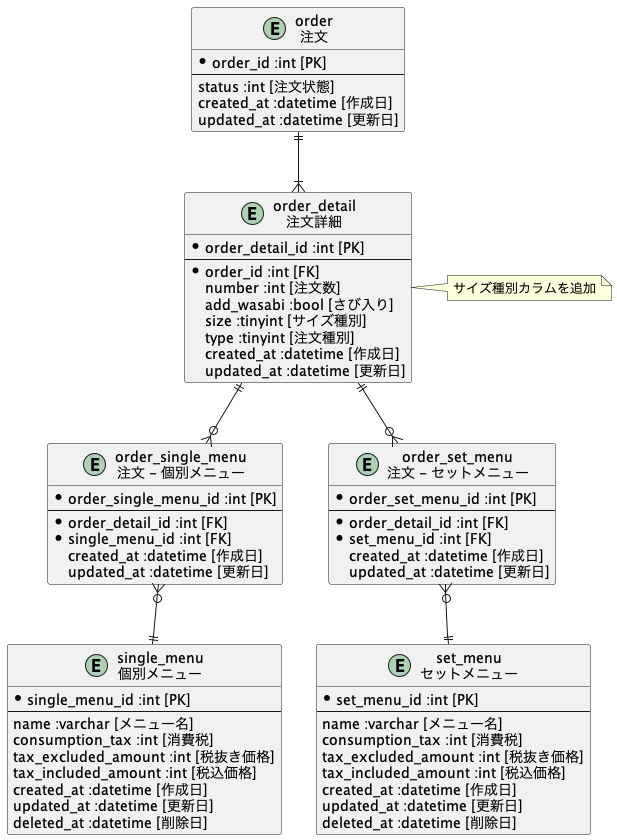 E order
注文
order_id :int [PK]
status :int [注文状態]
created_at :datetime [作成日]
updated_at :datetime [更新日]
E order_detail
注文詳細
order_detail_id :int [PK]
order_id :int [FK]
number :int [注文数]
add_wasabi :bool [さび入り]
size :tinyint [サイズ種別]
type :tinyint [注文種別]
created_at :datetime [作成日]
updated_at :datetime [更新日]
サイズ種別カラムを追加
E order_single_menu
注文 – 個別メニュー
order_single_menu_id :int [PK]
order_detail_id :int [FK]
single_menu_id :int [FK]
created_at :datetime [作成日]
updated_at :datetime [更新日]
E order_set_menu
注文 – セットメニュー
order_set_menu_id :int [PK]
order_detail_id :int [FK]
set_menu_id :int [FK]
created_at :datetime [作成日]
updated_at :datetime [更新日]
E single_menu
個別メニュー
single_menu_id :int [PK]
name :varchar [メニュー名]
consumption_tax :int [消費税]
tax_excluded_amount :int [税抜き価格]
tax_included_amount :int [税込価格]
created_at :datetime [作成日]
updated_at :datetime [更新日]
deleted_at :datetime [削除日]
E set_menu
セットメニュー
set_menu_id :int [PK]
name :varchar [メニュー名]
consumption_tax :int [消費税]
tax_excluded_amount :int [税抜き価格]
tax_included_amount :int [税込価格]
created_at :datetime [作成日]
updated_at :datetime [更新日]
deleted_at :datetime [削除日]